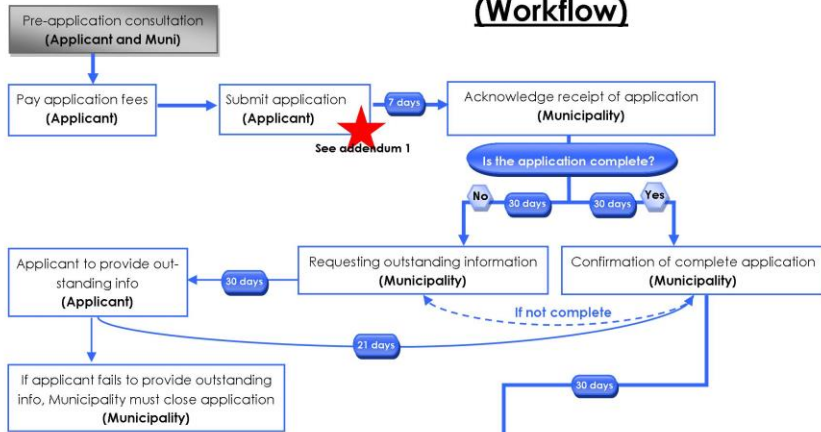 (Workflow)
Pre-application consultation
(Applicant and Muni)
Pay application fees
(Applicant)
Submit application
(Applicant)
7 days
Acknowledge receipt of application
(Municipality)
See addendum 1
Is the application complete?
No
30 days
30 days
Yes
Applicant to provide out-
standing info
(Applicant)
30 days
Requesting outstanding information
(Municipality)
Confirmation of complete application
(Municipality)
If not complete
21 days
If applicant fails to provide outstanding
info, Municipality must close application
(Municipality)
30 days